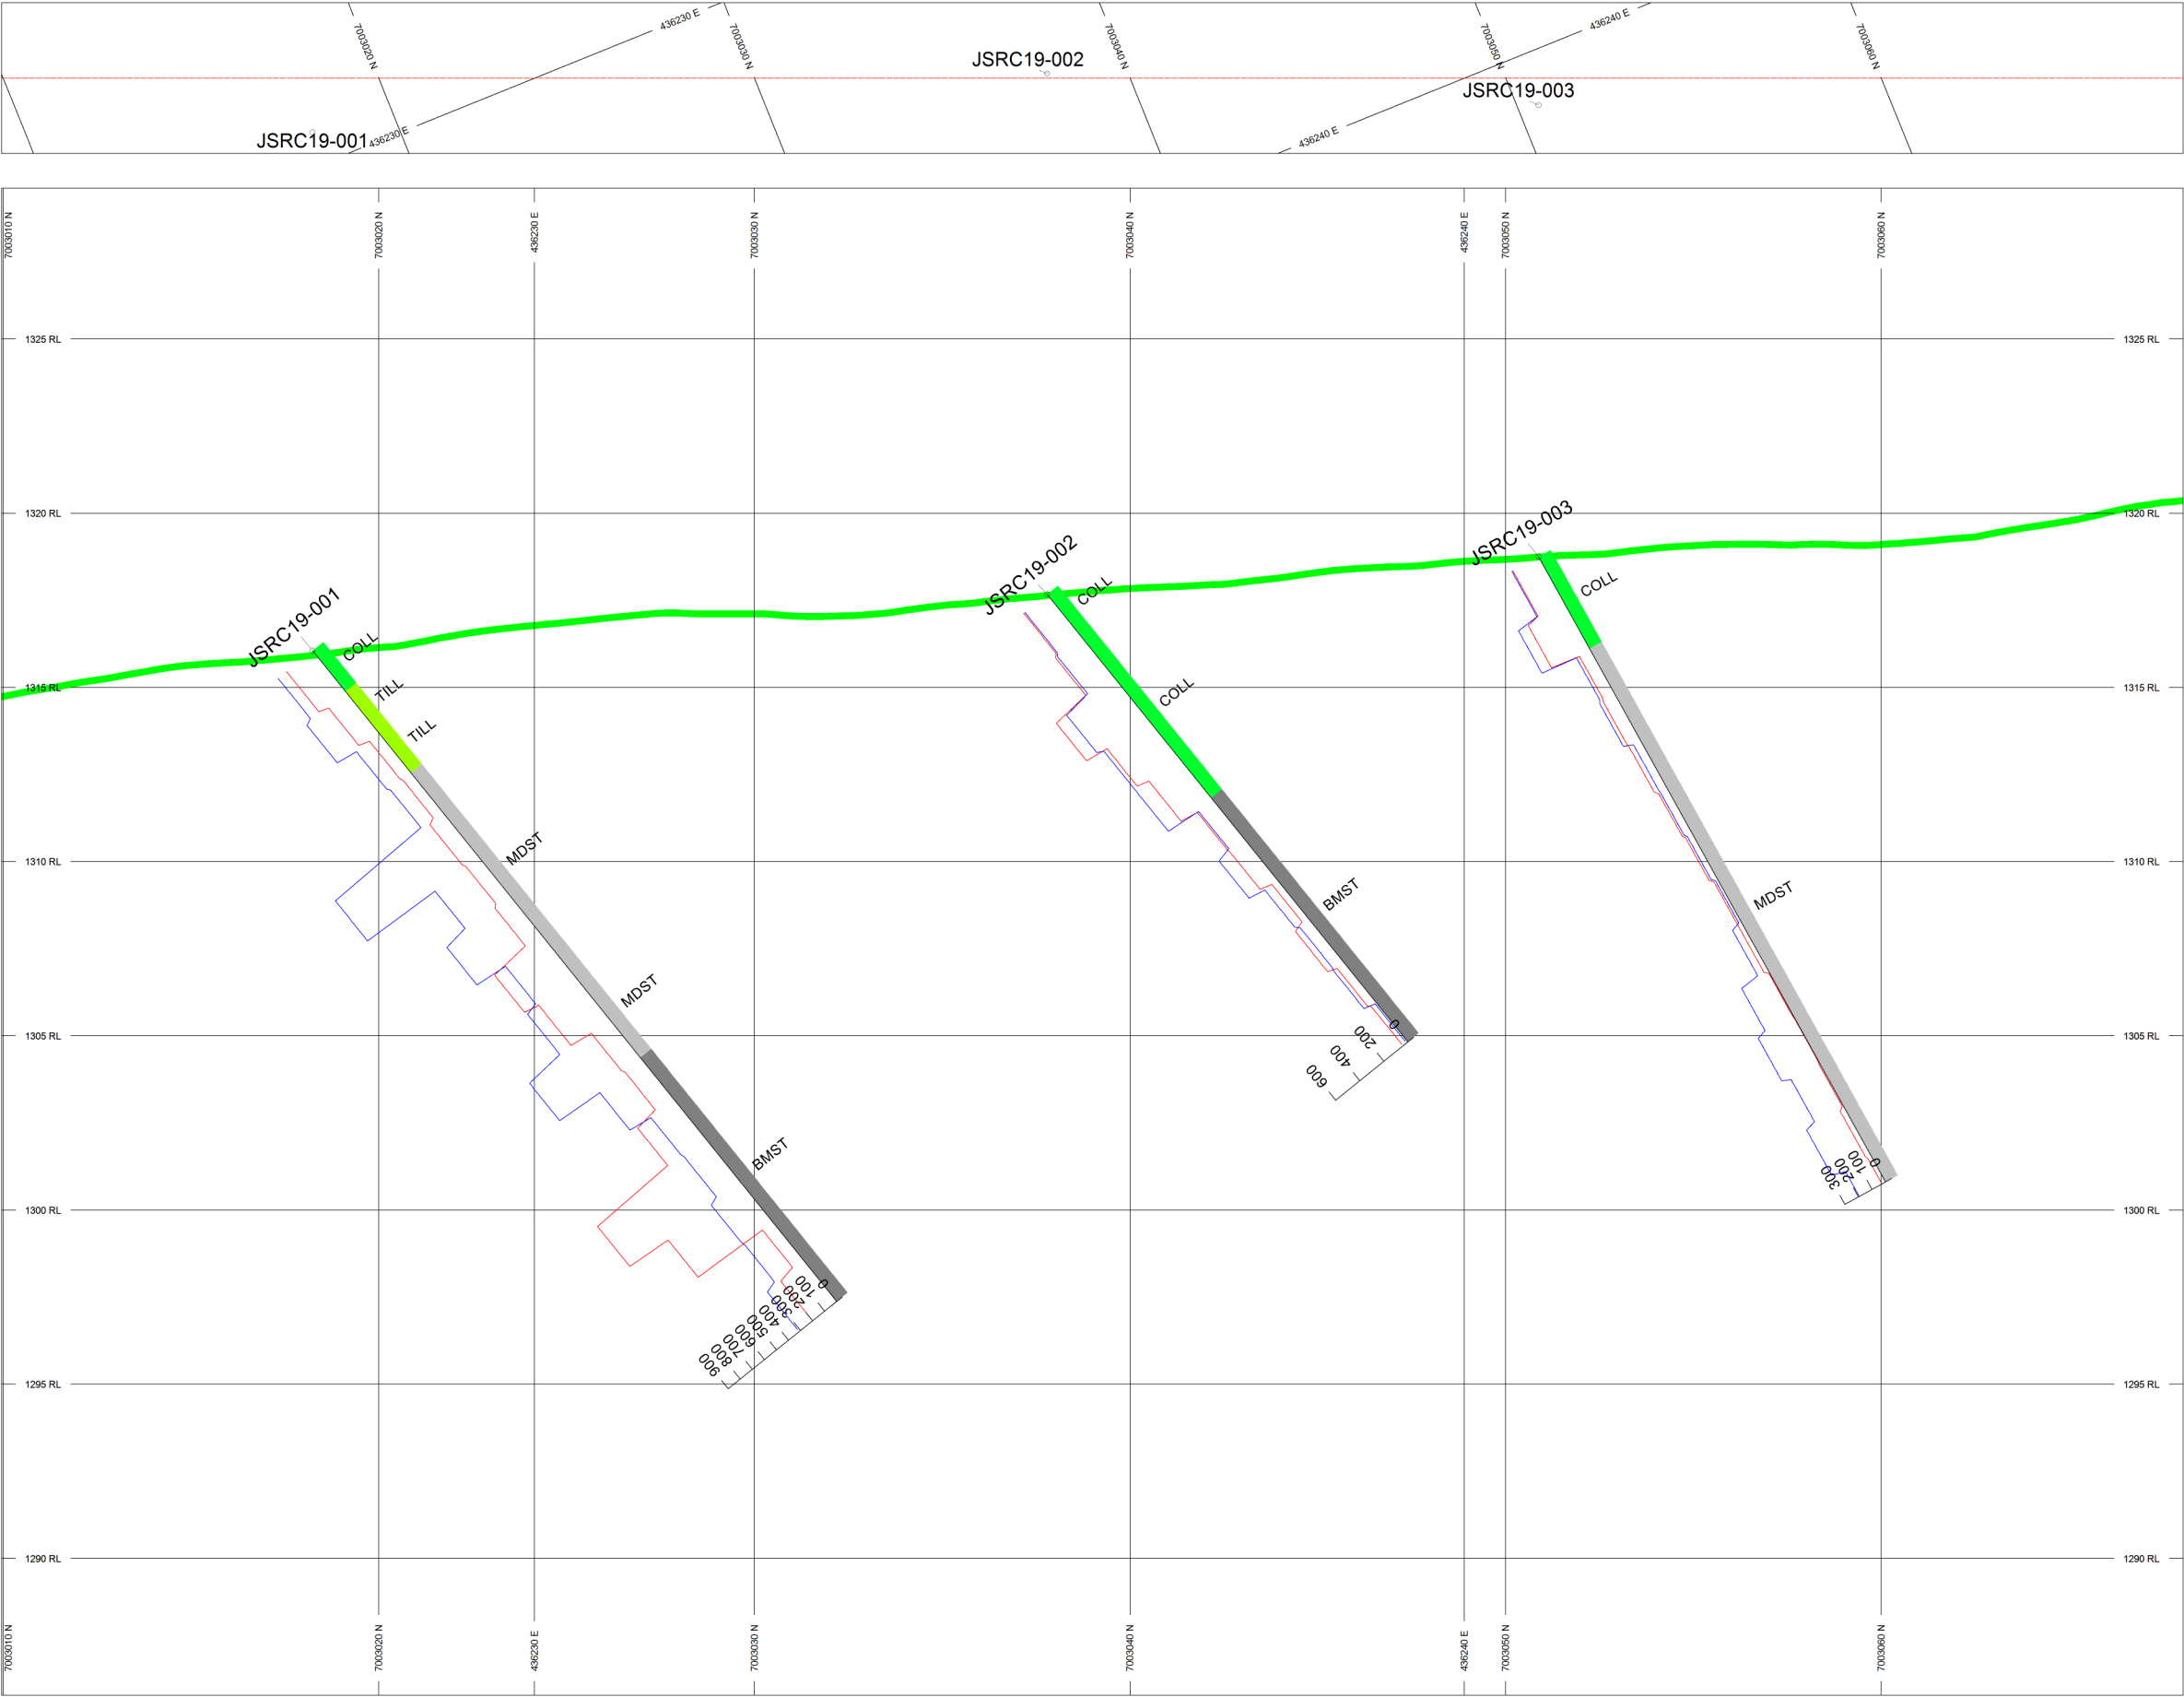 436230 E
436240 E
7003020 N
7003030 N
7003040 N
7003050 N
7003060 N
JSRC19-002
JSRC19-003
JSRC19-001
436230 E
436240 E
7003010 N
7003020 N
436230 E
7003030 N
7003040 N
436240 E
7003050 N
7003060 N
1325 RL
1325 RL
1320 RL
1320 RL
JSRC19-003
JSRC19-002
COLL
COLL
JSRC19-001
COLL
1315 RL
1315 RL
TILL
TILL
COLL
1310 RL
1310 RL
MDST
BMST
MDST
MDST
1305 RL
1305 RL
0
200
400
600
BMST
0
100
200
300
1300 RL
1300 RL
0
100
200
300
400
500
600
700
800
900
1295 RL
1295 RL
1290 RL
1290 RL
7003010 N
7003020 N
436230 E
7003030 N
7003040 N
436240 E
7003050 N
7003060 N